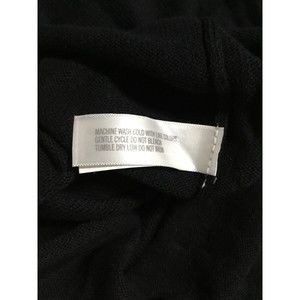 MACHINE WASH COLD WITH LIKE COLORS
GENTLE CYCLE DO NOT BLEACH
TUMBLE DRY LOW DO NOT IRON